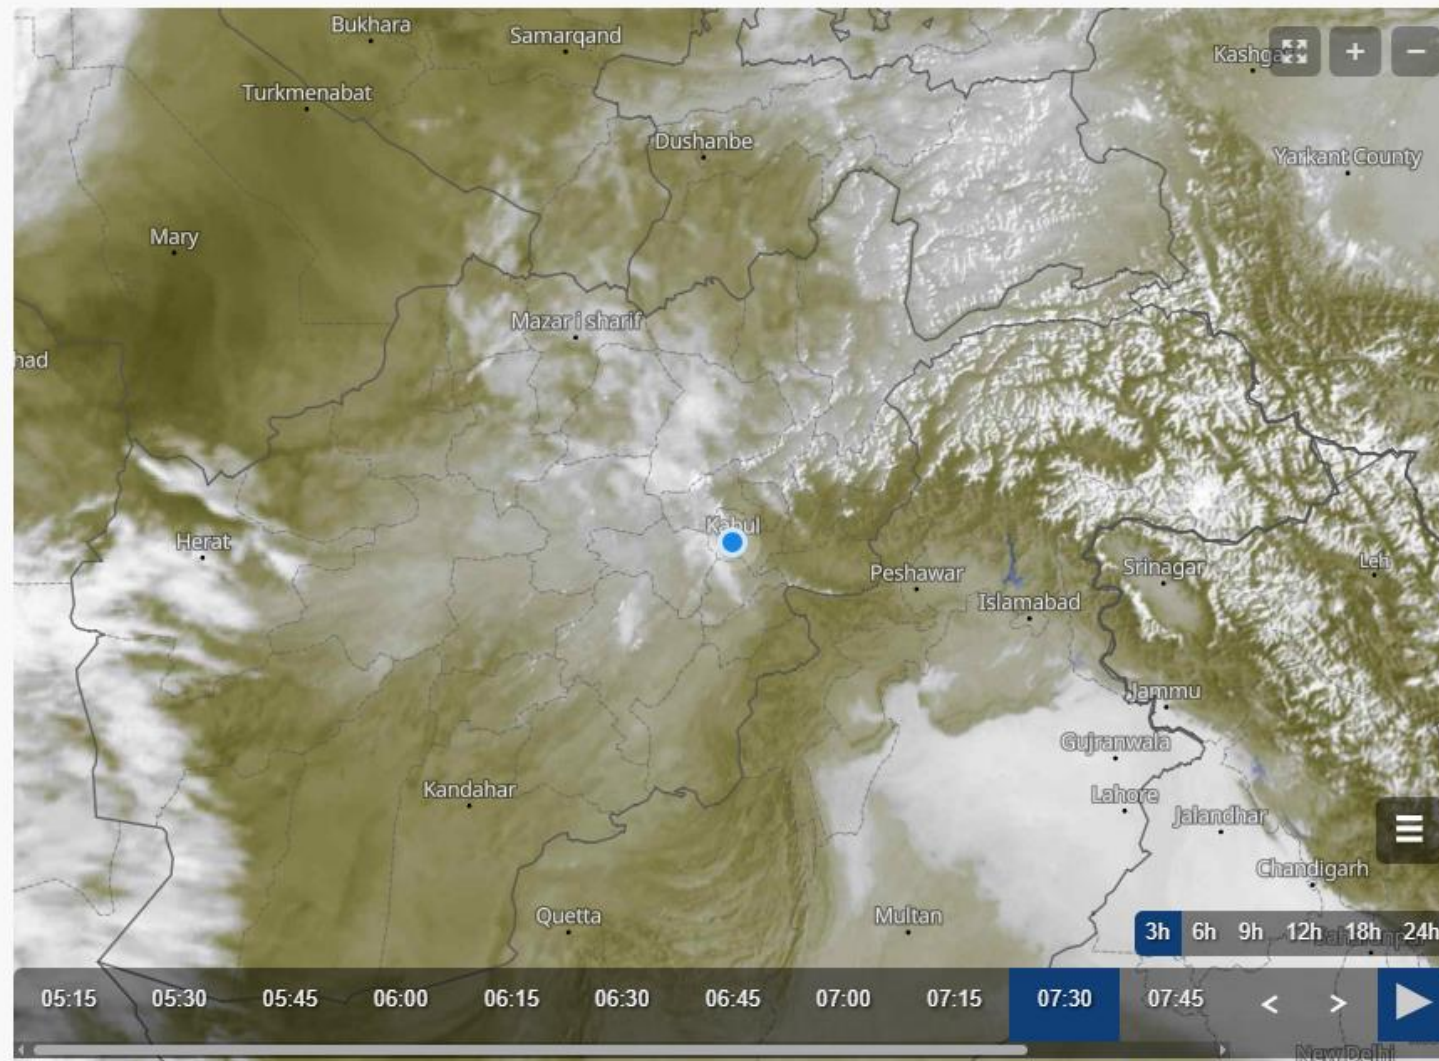 Bukhara
Samarqand
Turkmenabat
+
−
Dushanbe
Yarkant County
Mary
Mazar i sharif
had
Kabul
Herat
Peshawar
Srinagar
Leh
Islamabad
Jammu
Gujranwala
Kandahar
Lahore
Jalandhar
Chandigarh
Quetta
Multan
3h 6h 9h 12h 18h 24h
05:15 05:30 05:45 06:00 06:15 06:30 06:45 07:00 07:15 07:30 07:45 < >
New Delhi